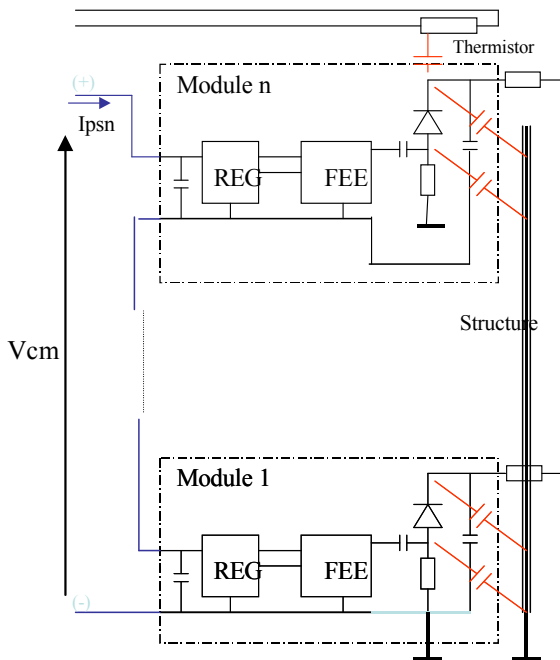 Thermistor
(+)
Module n
Ipsn
REG
FEE
Structure
Vcm
Module 1
REG
FEE
(-)